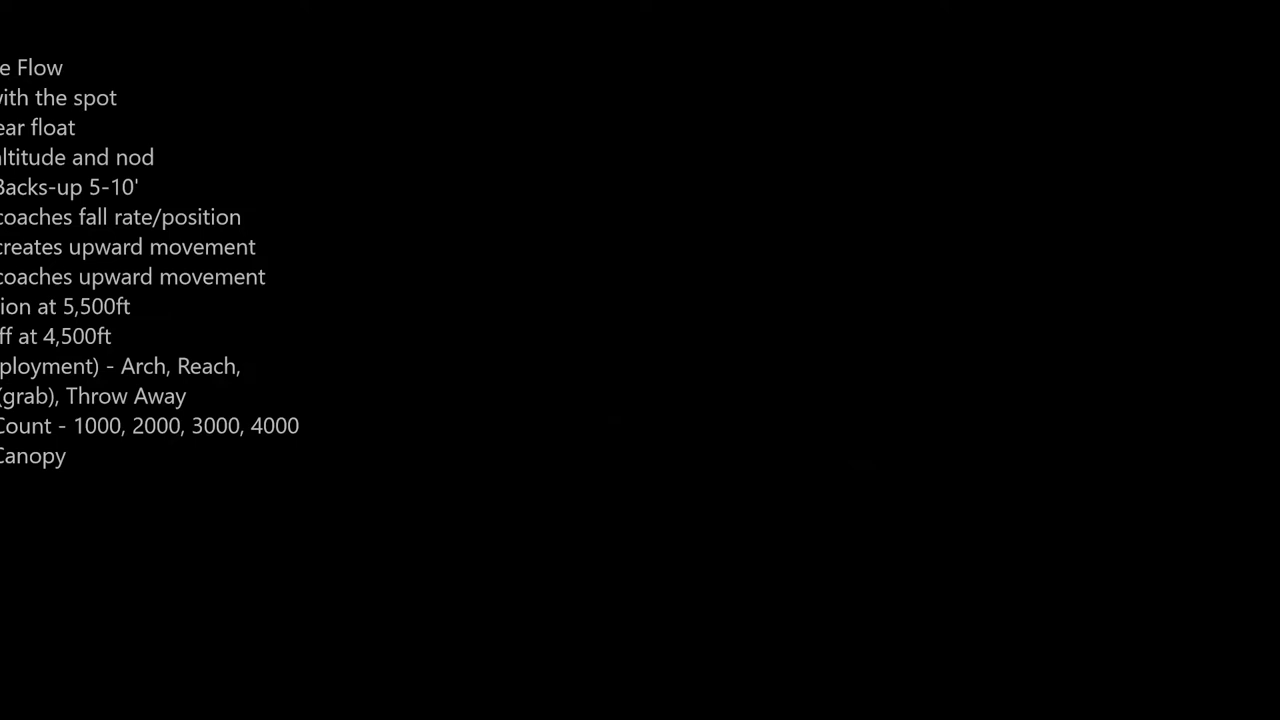 e Flow
with the spot
ear float
altitude and nod
Backs-up 5-10'
coaches fall rate/position
creates upward movement
coaches upward movement
ion at 5,500ft
ff at 4,500ft
ployment) - Arch, Reach,
(grab), Throw Away
Count - 1000, 2000, 3000, 4000
Canopy